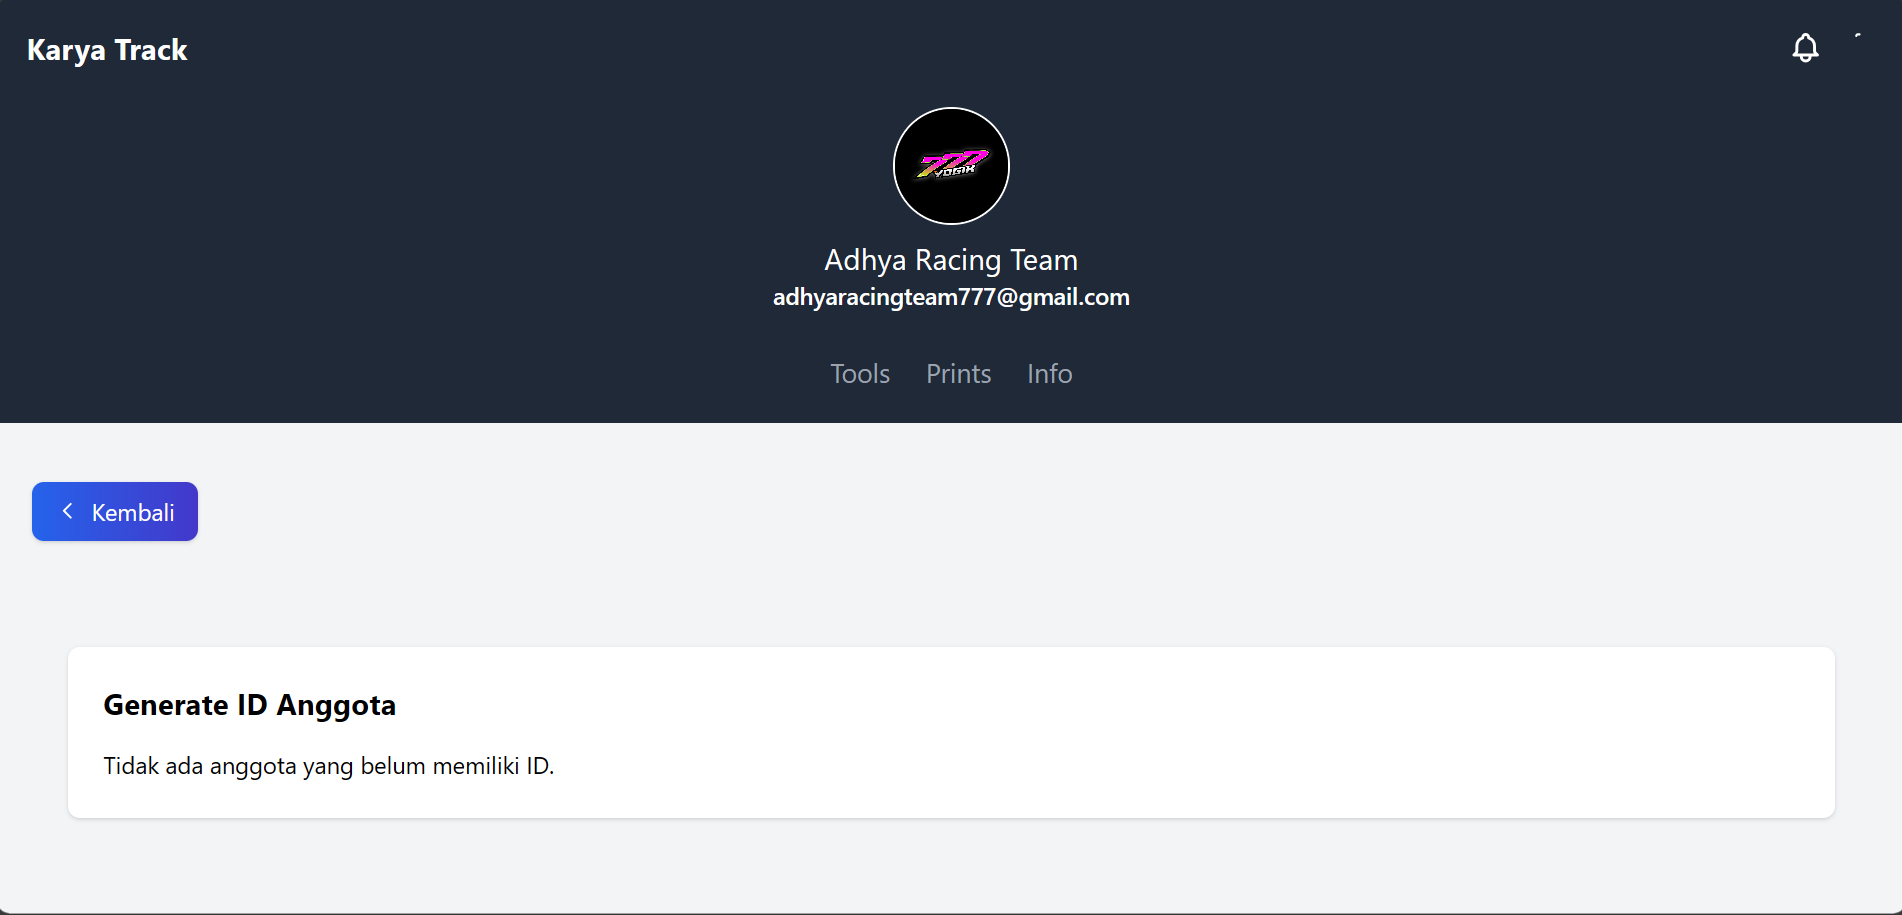 Karya Track
777
YOGIX
Adhya Racing Team
adhyaracingteam777@gmail.com
Tools Prints Info
Kembali
Generate ID Anggota
Tidak ada anggota yang belum memiliki ID.